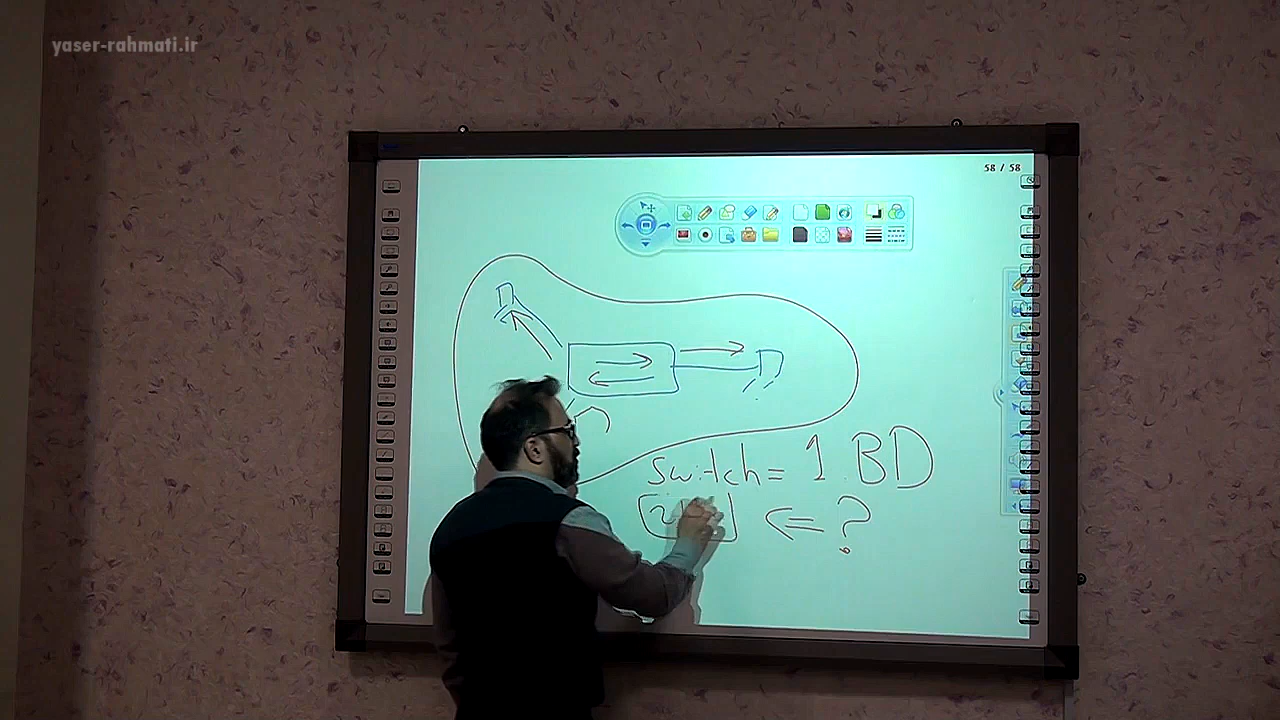 yaser-rahmati.ir
58 / 58
Switch = 1 BD
⇐ ?